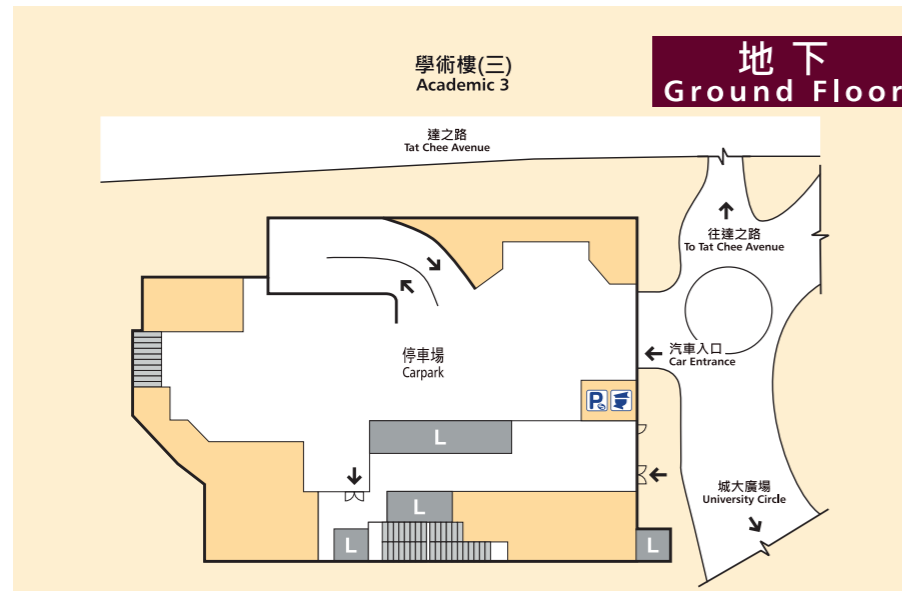 學術樓(三)
Academic 3
地下
Ground Floor
達之路
Tat Chee Avenue
往達之路
To Tat Chee Avenue
停車場
Carpark
汽車入口
Car Entrance
P
L
L
城大廣場
University Circle
L
L